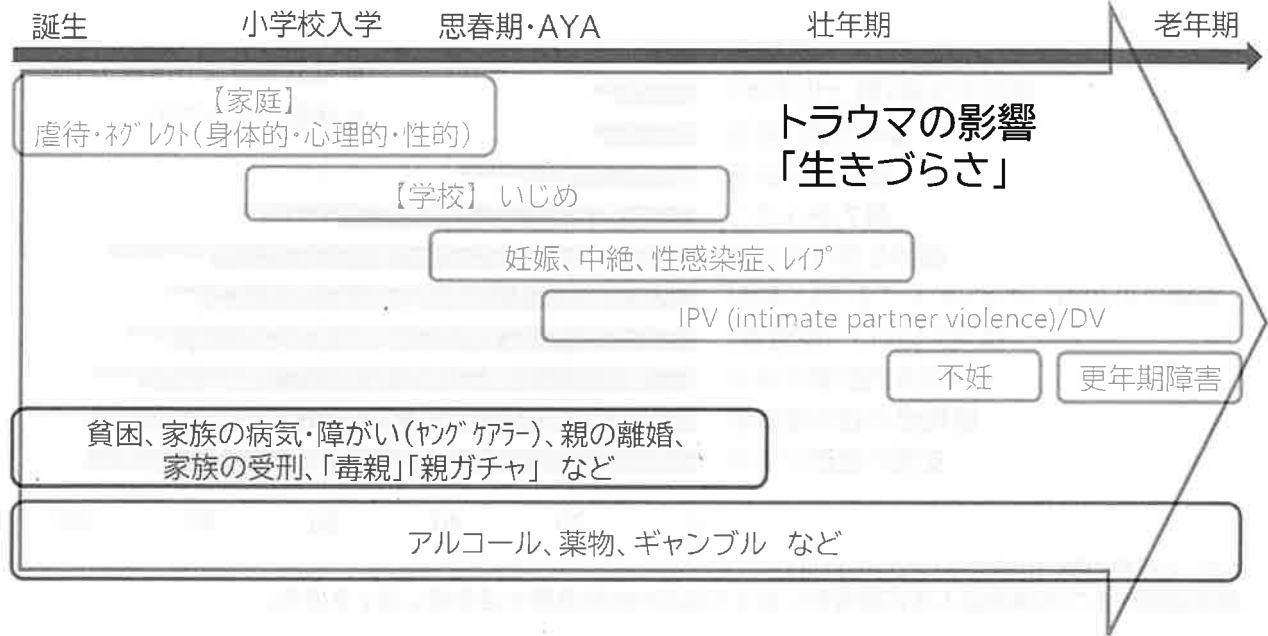 誕生 小学校入学 思春期・AYA 壮年期 老年期
【家庭】
虐待・ネグレクト(身体的・心理的・性的)
トラウマの影響
「生きづらさ」
【学校】 いじめ
妊娠、中絶、性感染症、レイプ
IPV (intimate partner violence)/DV
不妊 更年期障害
貧困、家族の病気・障がい(ヤングケアラー)、親の離婚、
家族の受刑、「毒親」「親ガチャ」 など
アルコール、薬物、ギャンブル など